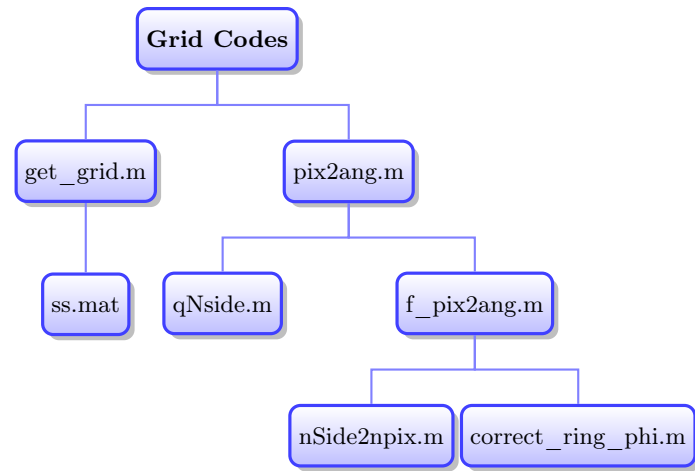 Grid Codes
get_grid.m
pix2ang.m
ss.mat
qNside.m
f_pix2ang.m
nSide2npix.m
correct_ring_phi.m